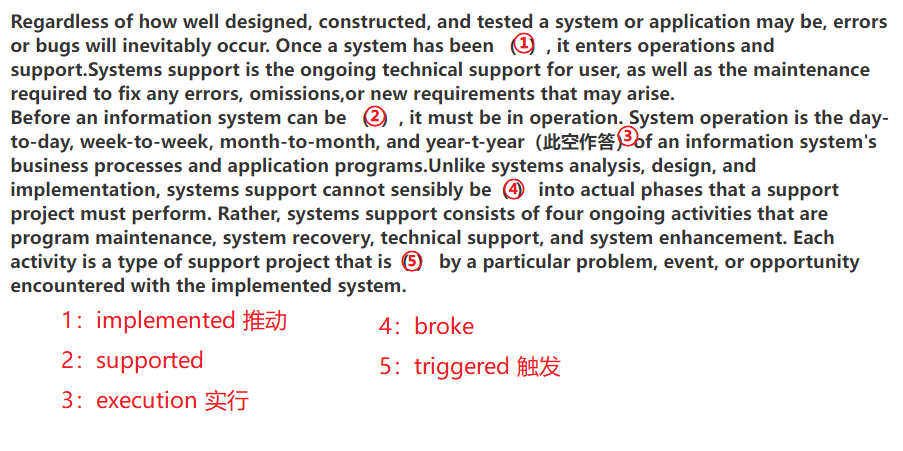 Regardless of how well designed, constructed, and tested a system or application may be, errors
or bugs will inevitably occur. Once a system has been (①), it enters operations and
support.Systems support is the ongoing technical support for user, as well as the maintenance
required to fix any errors, omissions,or new requirements that may arise.
Before an information system can be (②), it must be in operation. System operation is the day-
to-day, week-to-week, month-to-month, and year-t-year（此空作答）③of an information system's
business processes and application programs.Unlike systems analysis, design, and
implementation, systems support cannot sensibly be (④) into actual phases that a support
project must perform. Rather, systems support consists of four ongoing activities that are
program maintenance, system recovery, technical support, and system enhancement. Each
activity is a type of support project that is (⑤) by a particular problem, event, or opportunity
encountered with the implemented system.
1：implemented 推动
2：supported
3：execution 实行
4：broke
5：triggered 触发